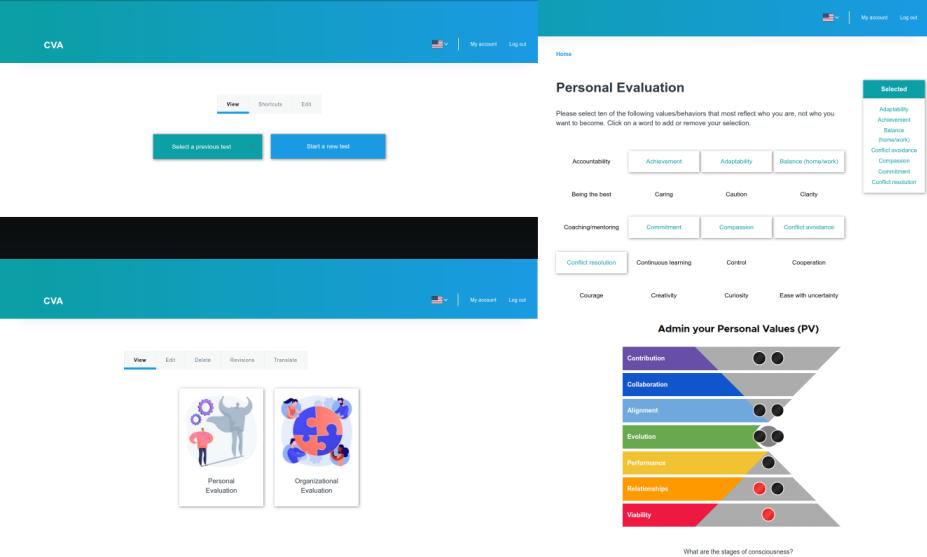 CVA
My account Log out
View Shortcuts Edit
Select a previous test Start a new test
CVA
My account Log out
View Edit Delete Revisions Translate
Personal
Evaluation
Organizational
Evaluation
My account Log out
Home
Personal Evaluation
Please select ten of the following values/behaviors that most reflect who you are, not who you
want to become. Click on a word to add or remove your selection.
Accountability Achievement Adaptability Balance (home/work)
Being the best Caring Caution Clarity
Coaching/mentoring Commitment Compassion Conflict avoidance
Conflict resolution Continuous learning Control Cooperation
Courage Creativity Curiosity Ease with uncertainty
Selected
Adaptability
Achievement
Balance
(home/work)
Conflict avoidance
Compassion
Commitment
Conflict resolution
Admin your Personal Values (PV)
Contribution
Collaboration
Alignment
Evolution
Performance
Relationships
Viability
What are the stages of consciousness?